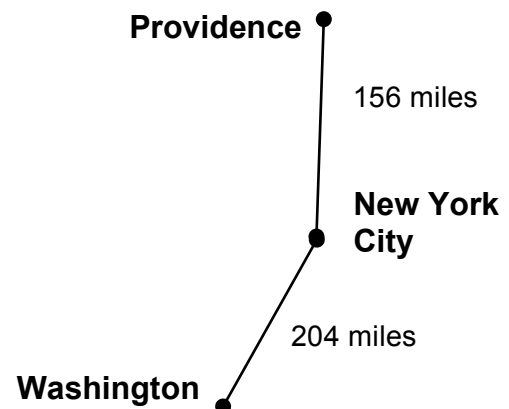 Providence
156 miles
New York
City
204 miles
Washington